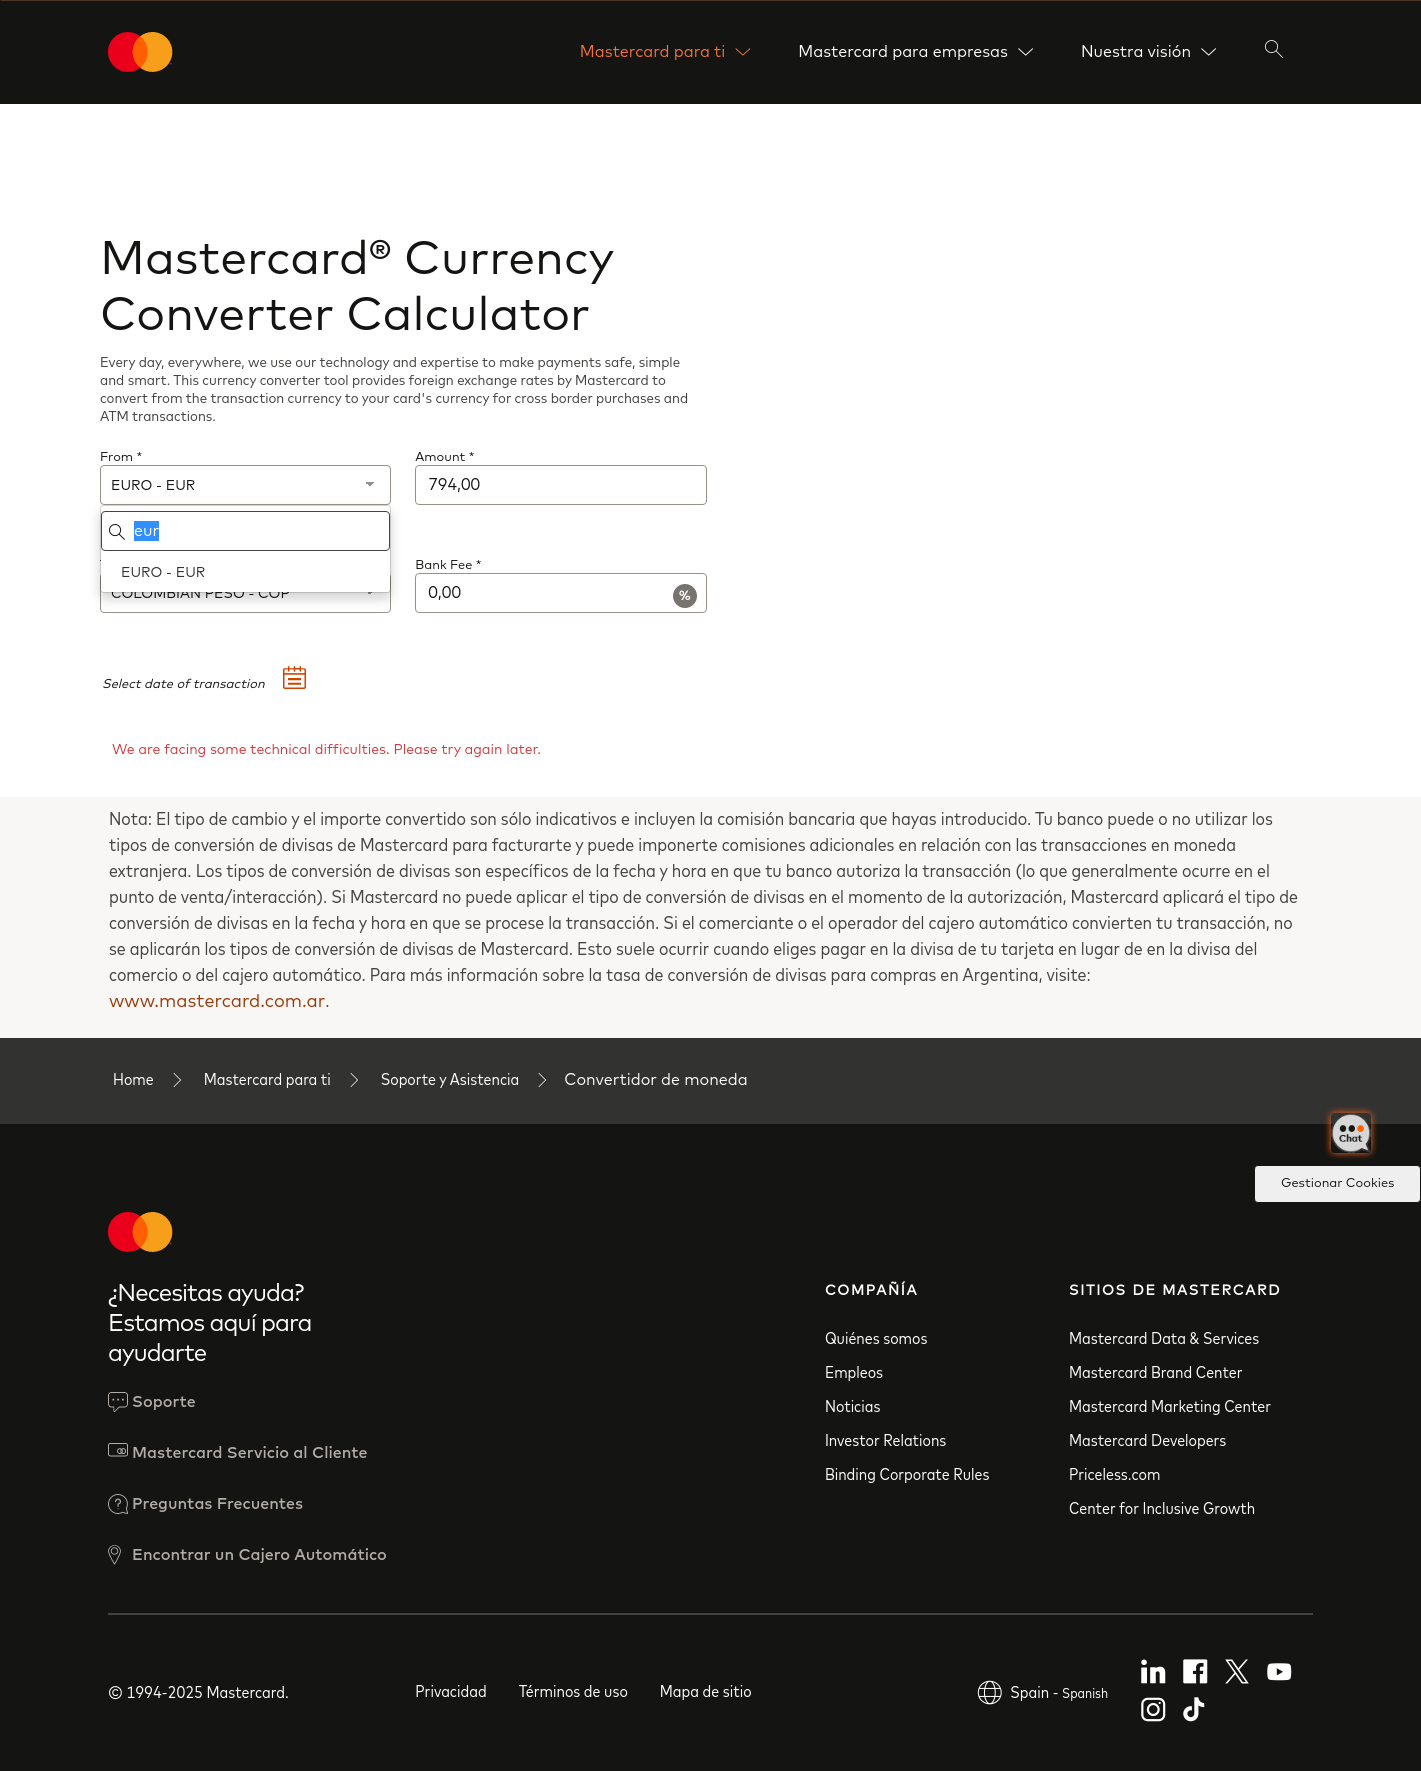 Mastercard para ti
Mastercard para empresas
Nuestra visión
Mastercard® Currency
Converter Calculator
Every day, everywhere, we use our technology and expertise to make payments safe, simple
and smart. This currency converter tool provides foreign exchange rates by Mastercard to
convert from the transaction currency to your card's currency for cross border purchases and
ATM transactions.
From *
Amount *
EURO - EUR
794,00
eur
EURO - EUR
Bank Fee *
COLOMBIAN PESO - COP
0,00
%
Select date of transaction
We are facing some technical difficulties. Please try again later.
Nota: El tipo de cambio y el importe convertido son sólo indicativos e incluyen la comisión bancaria que hayas introducido. Tu banco puede o no utilizar los
tipos de conversión de divisas de Mastercard para facturarte y puede imponerte comisiones adicionales en relación con las transacciones en moneda
extranjera. Los tipos de conversión de divisas son específicos de la fecha y hora en que tu banco autoriza la transacción (lo que generalmente ocurre en el
punto de venta/interacción). Si Mastercard no puede aplicar el tipo de conversión de divisas en el momento de la autorización, Mastercard aplicará el tipo de
conversión de divisas en la fecha y hora en que se procese la transacción. Si el comerciante o el operador del cajero automático convierten tu transacción, no
se aplicarán los tipos de conversión de divisas de Mastercard. Esto suele ocurrir cuando eliges pagar en la divisa de tu tarjeta en lugar de en la divisa del
comercio o del cajero automático. Para más información sobre la tasa de conversión de divisas para compras en Argentina, visite:
www.mastercard.com.ar.
Home
Mastercard para ti
Soporte y Asistencia
Convertidor de moneda
Chat
Gestionar Cookies
¿Necesitas ayuda?
Estamos aquí para
ayudarte
Soporte
Mastercard Servicio al Cliente
Preguntas Frecuentes
Encontrar un Cajero Automático
COMPAÑÍA
Quiénes somos
Empleos
Noticias
Investor Relations
Binding Corporate Rules
SITIOS DE MASTERCARD
Mastercard Data & Services
Mastercard Brand Center
Mastercard Marketing Center
Mastercard Developers
Priceless.com
Center for Inclusive Growth
© 1994-2025 Mastercard.
Privacidad
Términos de uso
Mapa de sitio
Spain - Spanish